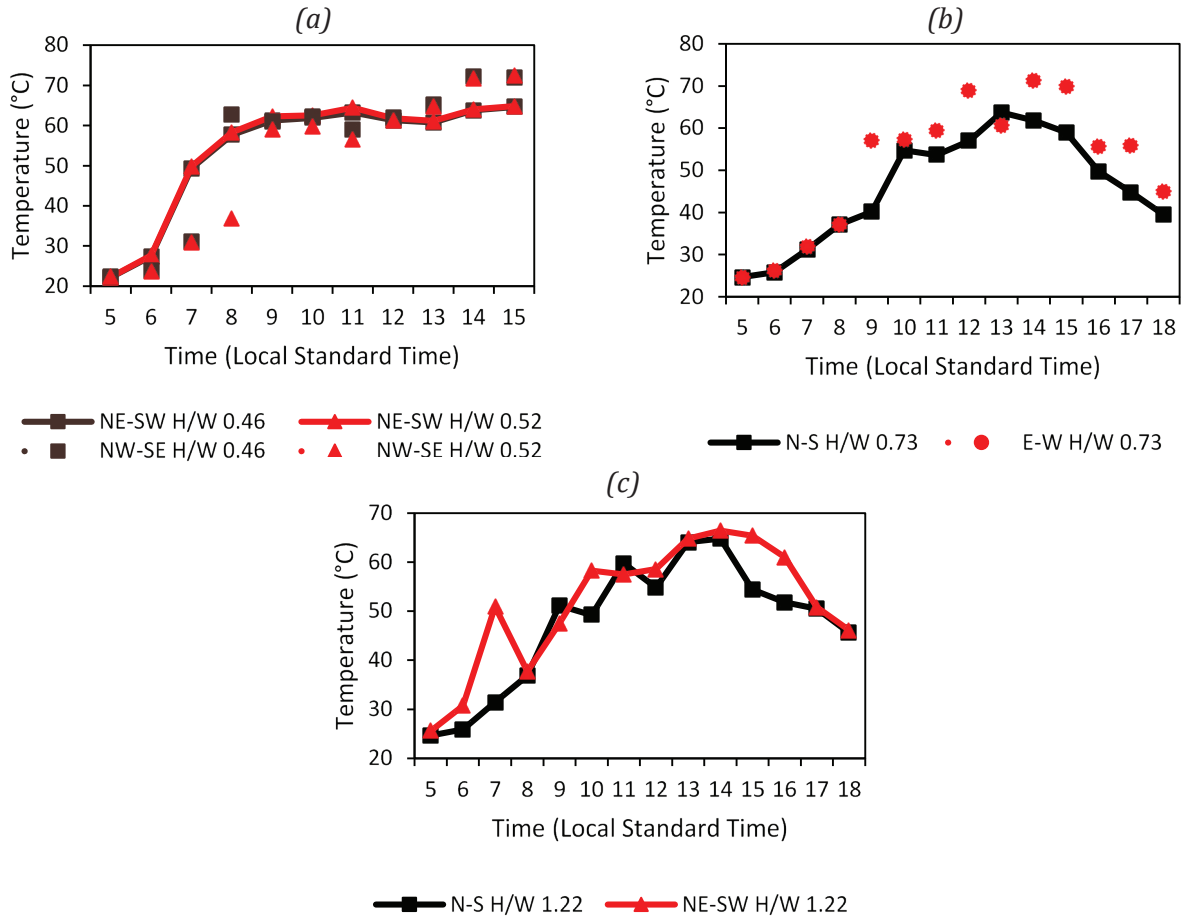 (a)
80
70
60
50
40
30
20
Temperature (°C)
5 6 7 8 9 10 11 12 13 14 15
Time (Local Standard Time)
NE-SW H/W 0.46 NE-SW H/W 0.52
NW-SE H/W 0.46 NW-SE H/W 0.52
(b)
80
70
60
50
40
30
20
Temperature (°C)
5 6 7 8 9 10 11 12 13 14 15 16 17 18
Time (Local Standard Time)
N-S H/W 0.73 E-W H/W 0.73
(c)
70
60
50
40
30
20
Temperature (°C)
5 6 7 8 9 10 11 12 13 14 15 16 17 18
Time (Local Standard Time)
N-S H/W 1.22 NE-SW H/W 1.22